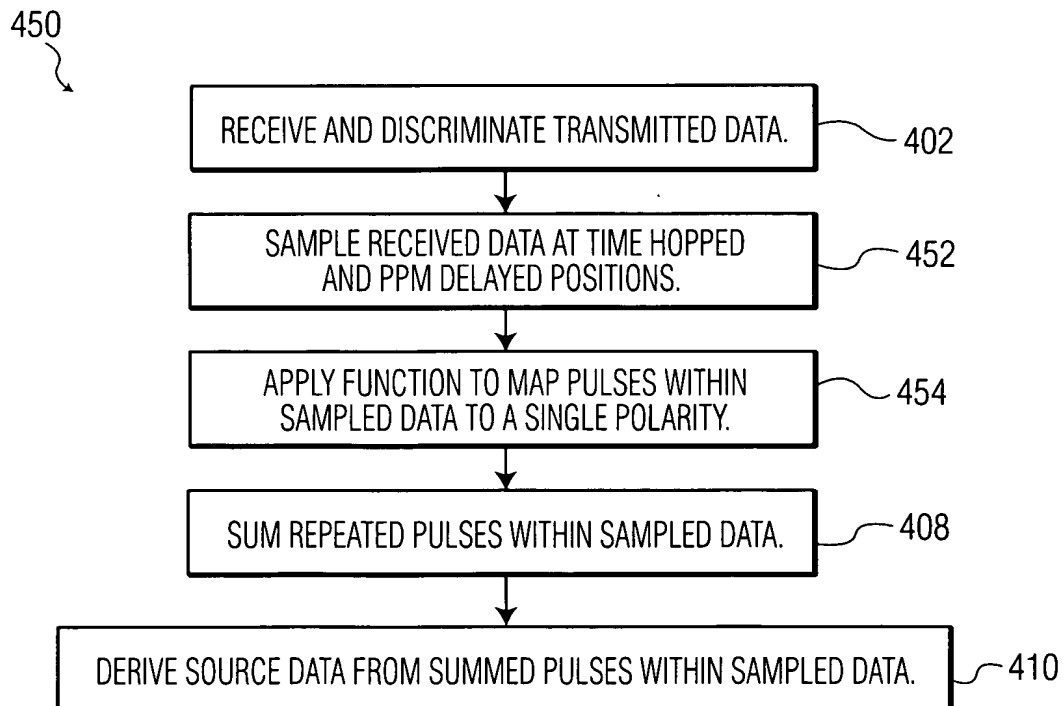 450
RECEIVE AND DISCRIMINATE TRANSMITTED DATA.
402
SAMPLE RECEIVED DATA AT TIME HOPPED
AND PPM DELAYED POSITIONS.
452
APPLY FUNCTION TO MAP PULSES WITHIN
SAMPLED DATA TO A SINGLE POLARITY.
454
SUM REPEATED PULSES WITHIN SAMPLED DATA.
408
DERIVE SOURCE DATA FROM SUMMED PULSES WITHIN SAMPLED DATA.
410